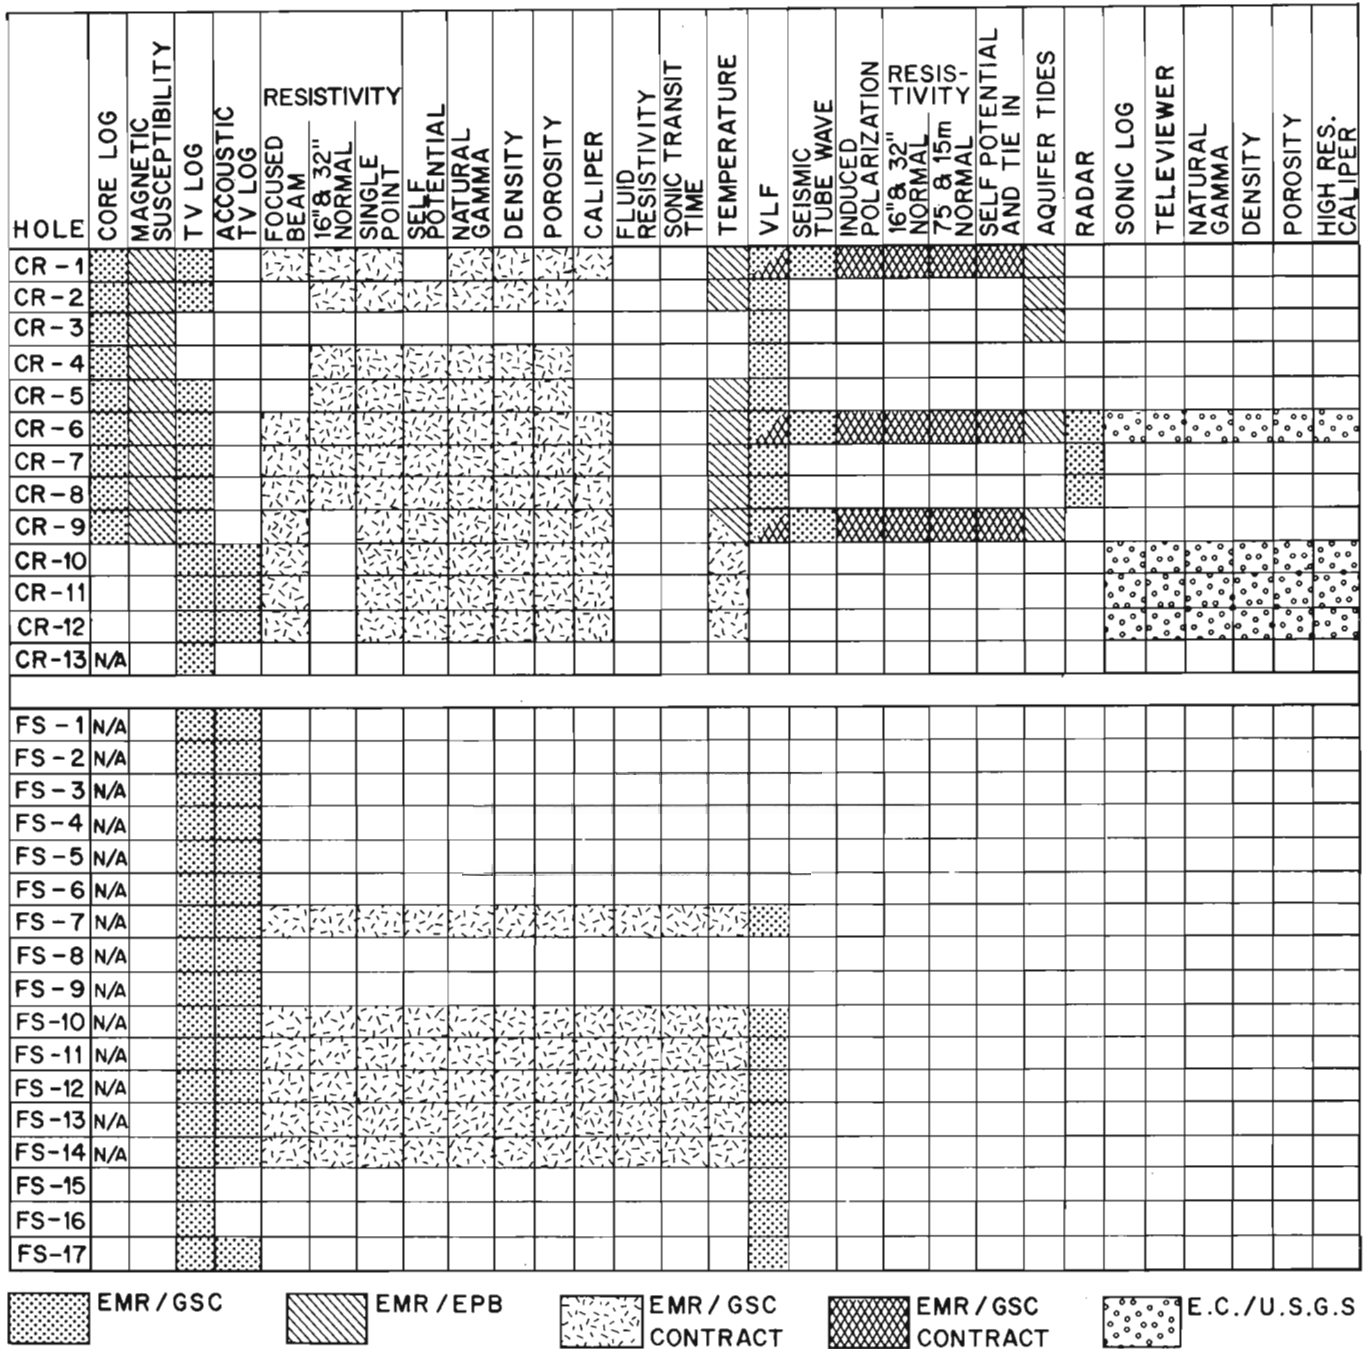 HOLE
CORE LOG
MAGNETIC
SUSCEPTIBILITY
TV LOG
ACCOUSTIC
TV LOG
RESISTIVITY
FOCUSED
BEAM
16"& 32"
NORMAL
SINGLE
POINT
SELF
POTENTIAL
NATURAL
GAMMA
DENSITY
POROSITY
CALIPER
FLUID
RESISTIVITY
SONIC TRANSIT
TIME
TEMPERATURE
VLF
SEISMIC
TUBE WAVE
INDUCED
POLARIZATION
RESIS-
TIVITY
16"& 32"
NORMAL
75 & 15m
NORMAL
SELF POTENTIAL
AND TIE IN
AQUIFER TIDES
RADAR
SONIC LOG
TELEVIEWER
NATURAL
GAMMA
DENSITY
POROSITY
HIGH RES.
CALIPER
CR-1
CR-2
CR-3
CR-4
CR-5
CR-6
CR-7
CR-8
CR-9
CR-10
CR-11
CR-12
CR-13 N/A
FS-1 N/A
FS-2 N/A
FS-3 N/A
FS-4 N/A
FS-5 N/A
FS-6 N/A
FS-7 N/A
FS-8 N/A
FS-9 N/A
FS-10 N/A
FS-11 N/A
FS-12 N/A
FS-13 N/A
FS-14 N/A
FS-15
FS-16
FS-17
EMR/GSC
EMR/EPB
EMR/GSC
CONTRACT
EMR/GSC
CONTRACT
E.C./U.S.G.S